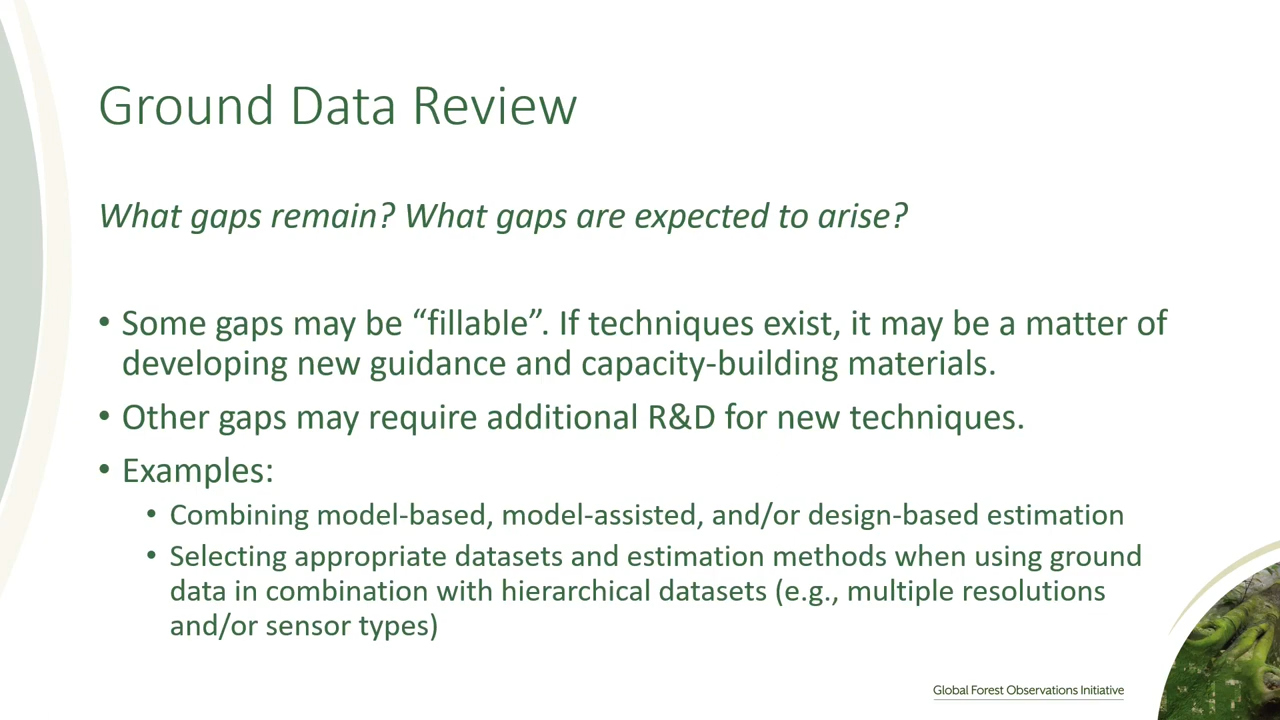 Ground Data Review
What gaps remain? What gaps are expected to arise?
• Some gaps may be “fillable”. If techniques exist, it may be a matter of
developing new guidance and capacity-building materials.
• Other gaps may require additional R&D for new techniques.
• Examples:
• Combining model-based, model-assisted, and/or design-based estimation
• Selecting appropriate datasets and estimation methods when using ground
data in combination with hierarchical datasets (e.g., multiple resolutions
and/or sensor types)
Global Forest Observations Initiative